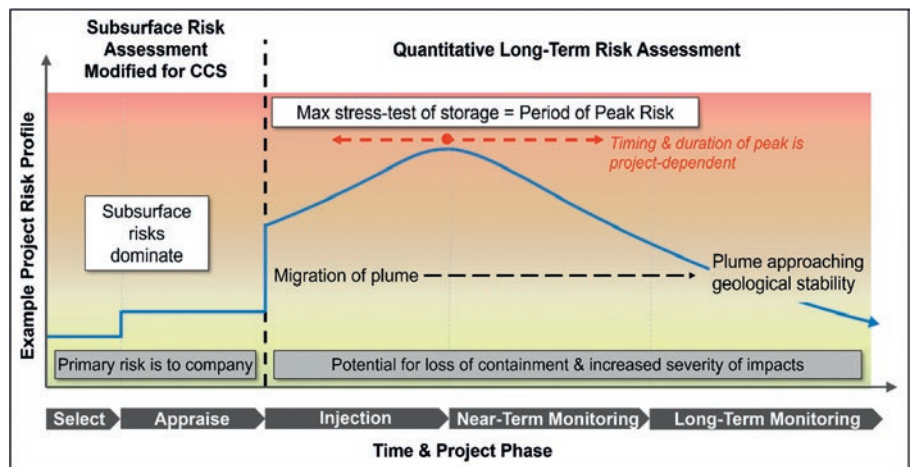 Subsurface Risk
Assessment
Modified for CCS
Quantitative Long-Term Risk Assessment
Max stress-test of storage = Period of Peak Risk
Timing & duration of peak is
project-dependent
Example Project Risk Profile
Subsurface
risks
dominate
Migration of plume
Plume approaching
geological stability
Primary risk is to company
Potential for loss of containment & increased severity of impacts
Select
Appraise
Injection
Near-Term Monitoring
Long-Term Monitoring
Time & Project Phase